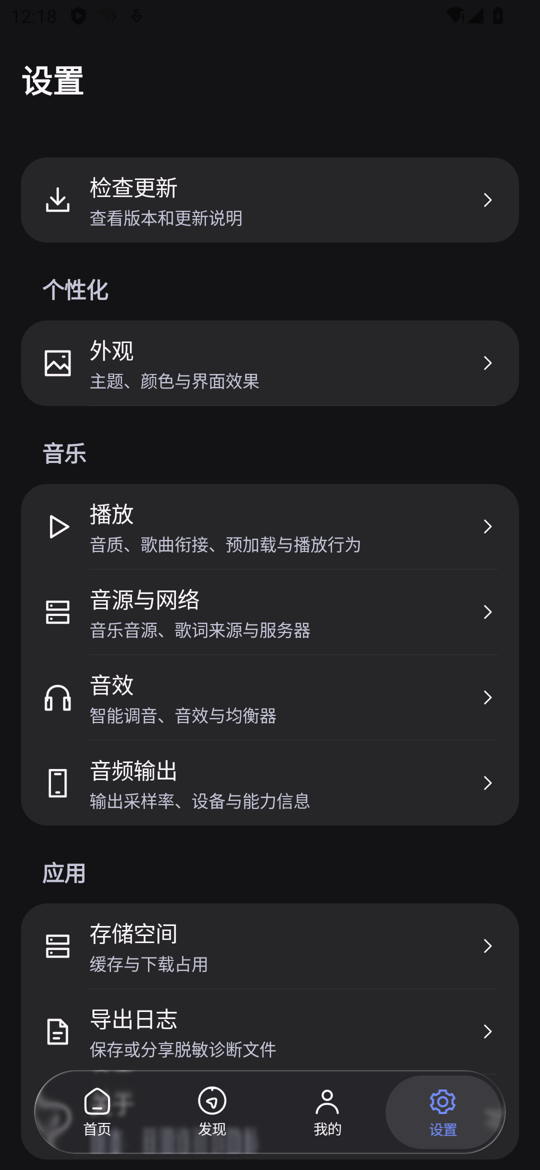 12:18
设置
检查更新
查看版本和更新说明
个性化
外观
主题、颜色与界面效果
音乐
播放
音质、歌曲衔接、预加载与播放行为
音源与网络
音乐音源、歌词来源与服务器
音效
智能调音、音效与均衡器
音频输出
输出采样率、设备与能力信息
应用
存储空间
缓存与下载占用
导出日志
保存或分享脱敏诊断文件
首页
发现
我的
设置